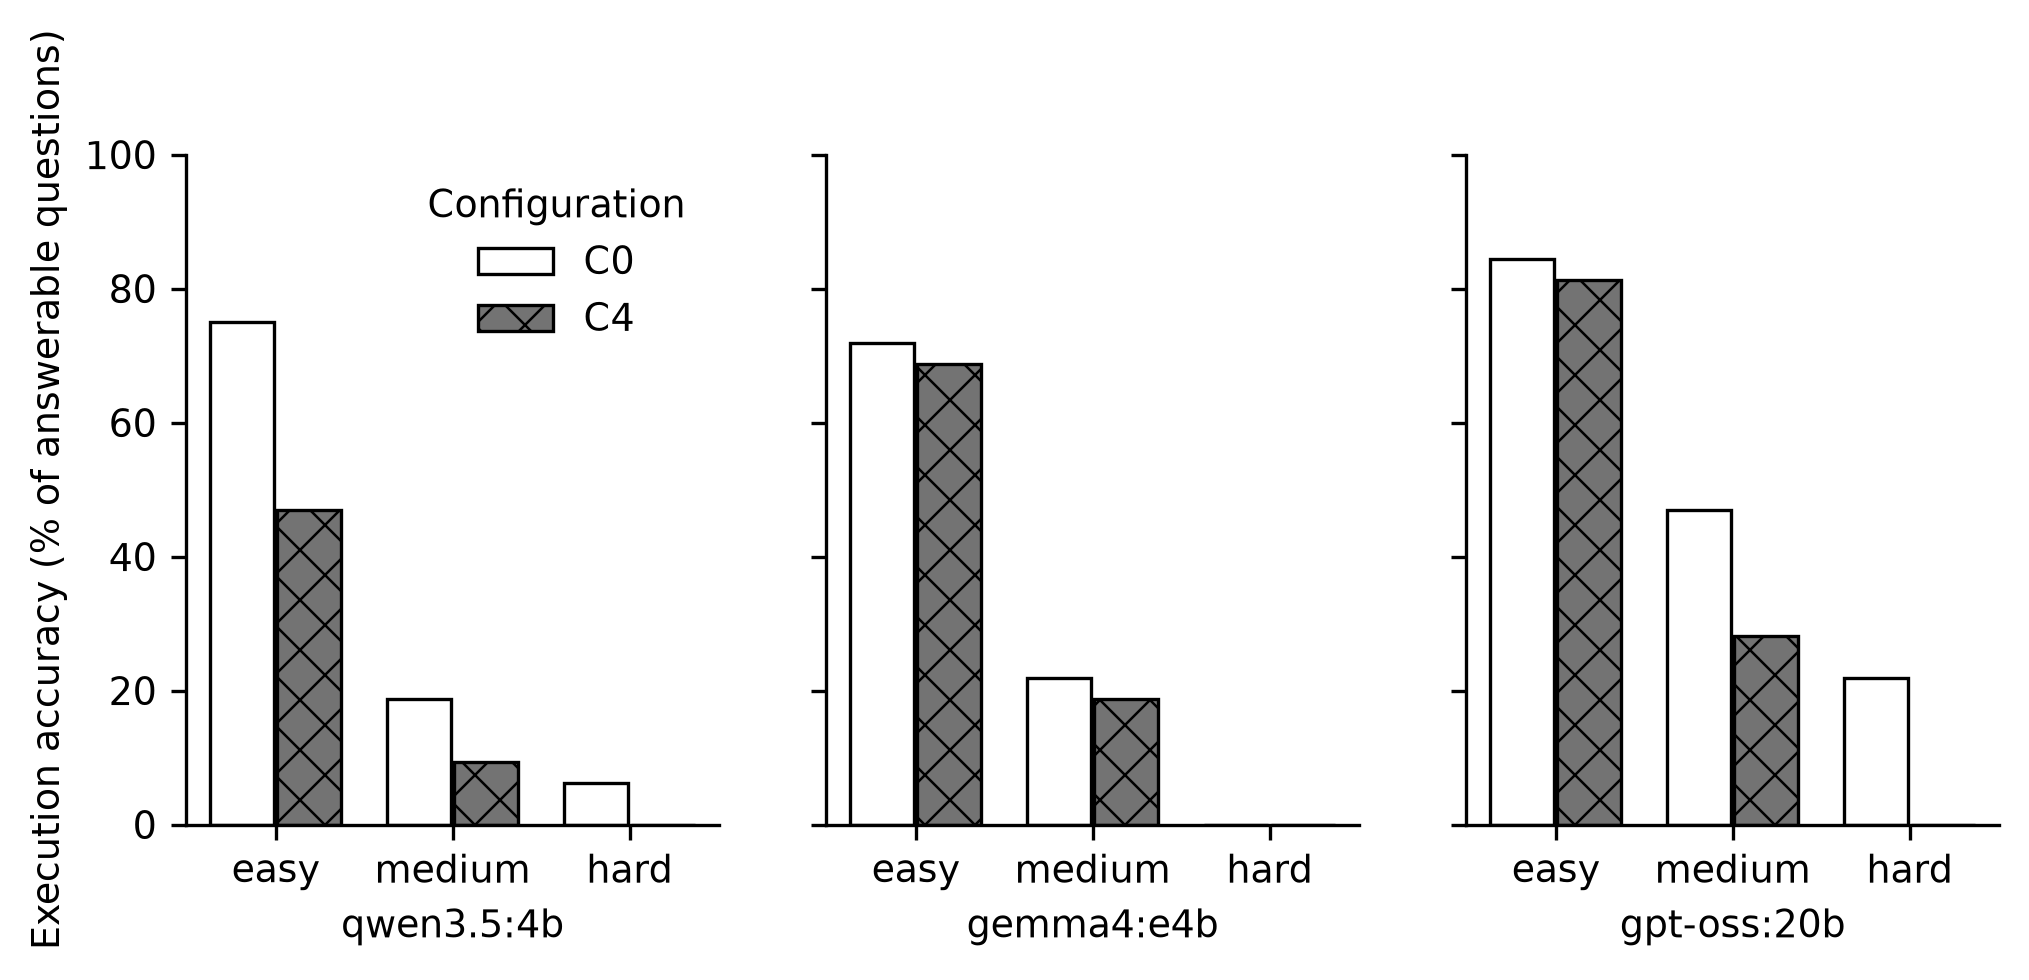 Execution accuracy (% of answerable questions)
100
80
60
40
20
0
Configuration
C0
C4
easy medium hard
qwen3.5:4b
easy medium hard
gemma4:e4b
easy medium hard
gpt-oss:20b